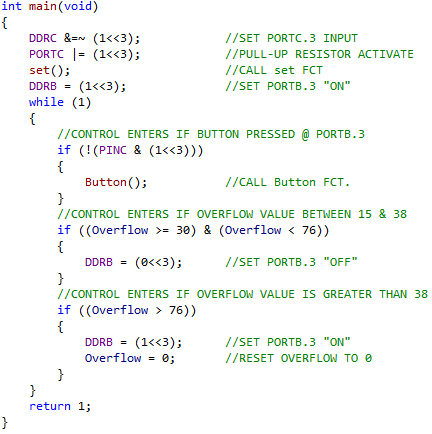 int main(void)
{
    DDRC &=~ (1<<3);            //SET PORTC.3 INPUT
    PORTC |= (1<<3);            //PULL-UP RESISTOR ACTIVATE
    set();                      //CALL set FCT
    DDRB = (1<<3);              //SET PORTB.3 "ON"
    while (1)
    {
        //CONTROL ENTERS IF BUTTON PRESSED @ PORTB.3
        if (!(PINC & (1<<3)))
        {
            Button();           //CALL Button FCT.
        }
        //CONTROL ENTERS IF OVERFLOW VALUE BETWEEN 15 & 38
        if ((Overflow >= 30) & (Overflow < 76))
        {
            DDRB = (0<<3);      //SET PORTB.3 "OFF"
        }
        //CONTROL ENTERS IF OVERFLOW VALUE IS GREATER THAN 38
        if ((Overflow > 76))
        {
            DDRB = (1<<3);      //SET PORTB.3 "ON"
            Overflow = 0;       //RESET OVERFLOW TO 0
        }
    }
    return 1;
}